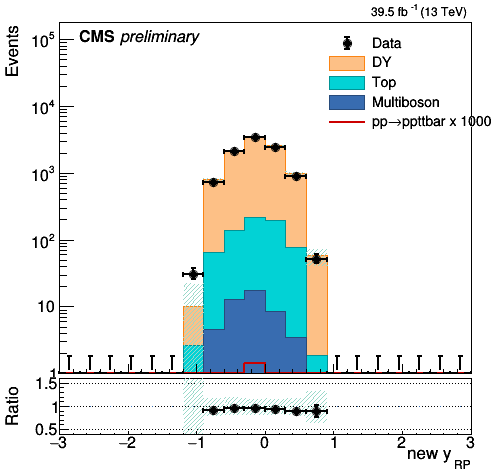 39.5 fb⁻¹ (13 TeV)
CMS preliminary
Events
10⁵
10⁴
10³
10²
10
1
Data
DY
Top
Multiboson
pp→ppttbar x 1000
Ratio
1.5
1
0.5
−3 −2 −1 0 1 2 3
new y_RP